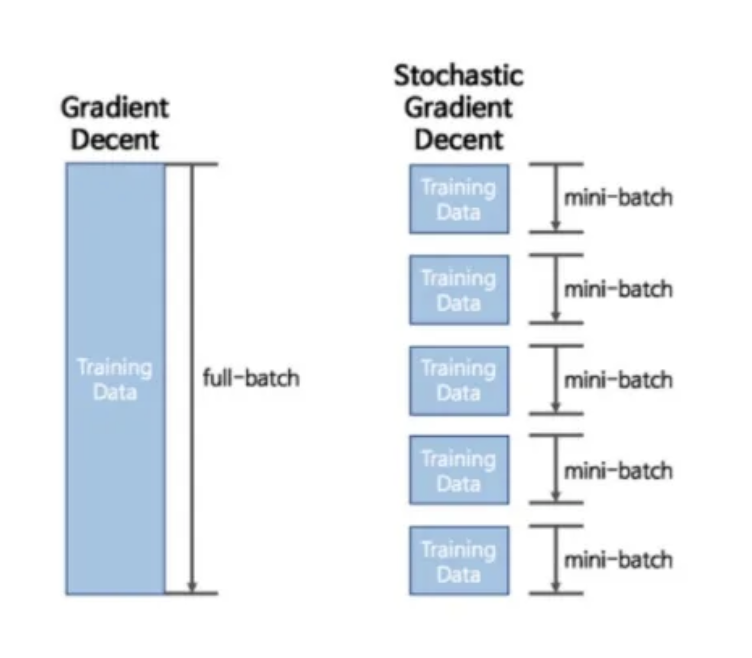 Gradient
Decent
Training
Data
full-batch
Stochastic
Gradient
Decent
Training
Data
mini-batch
Training
Data
mini-batch
Training
Data
mini-batch
Training
Data
mini-batch
Training
Data
mini-batch